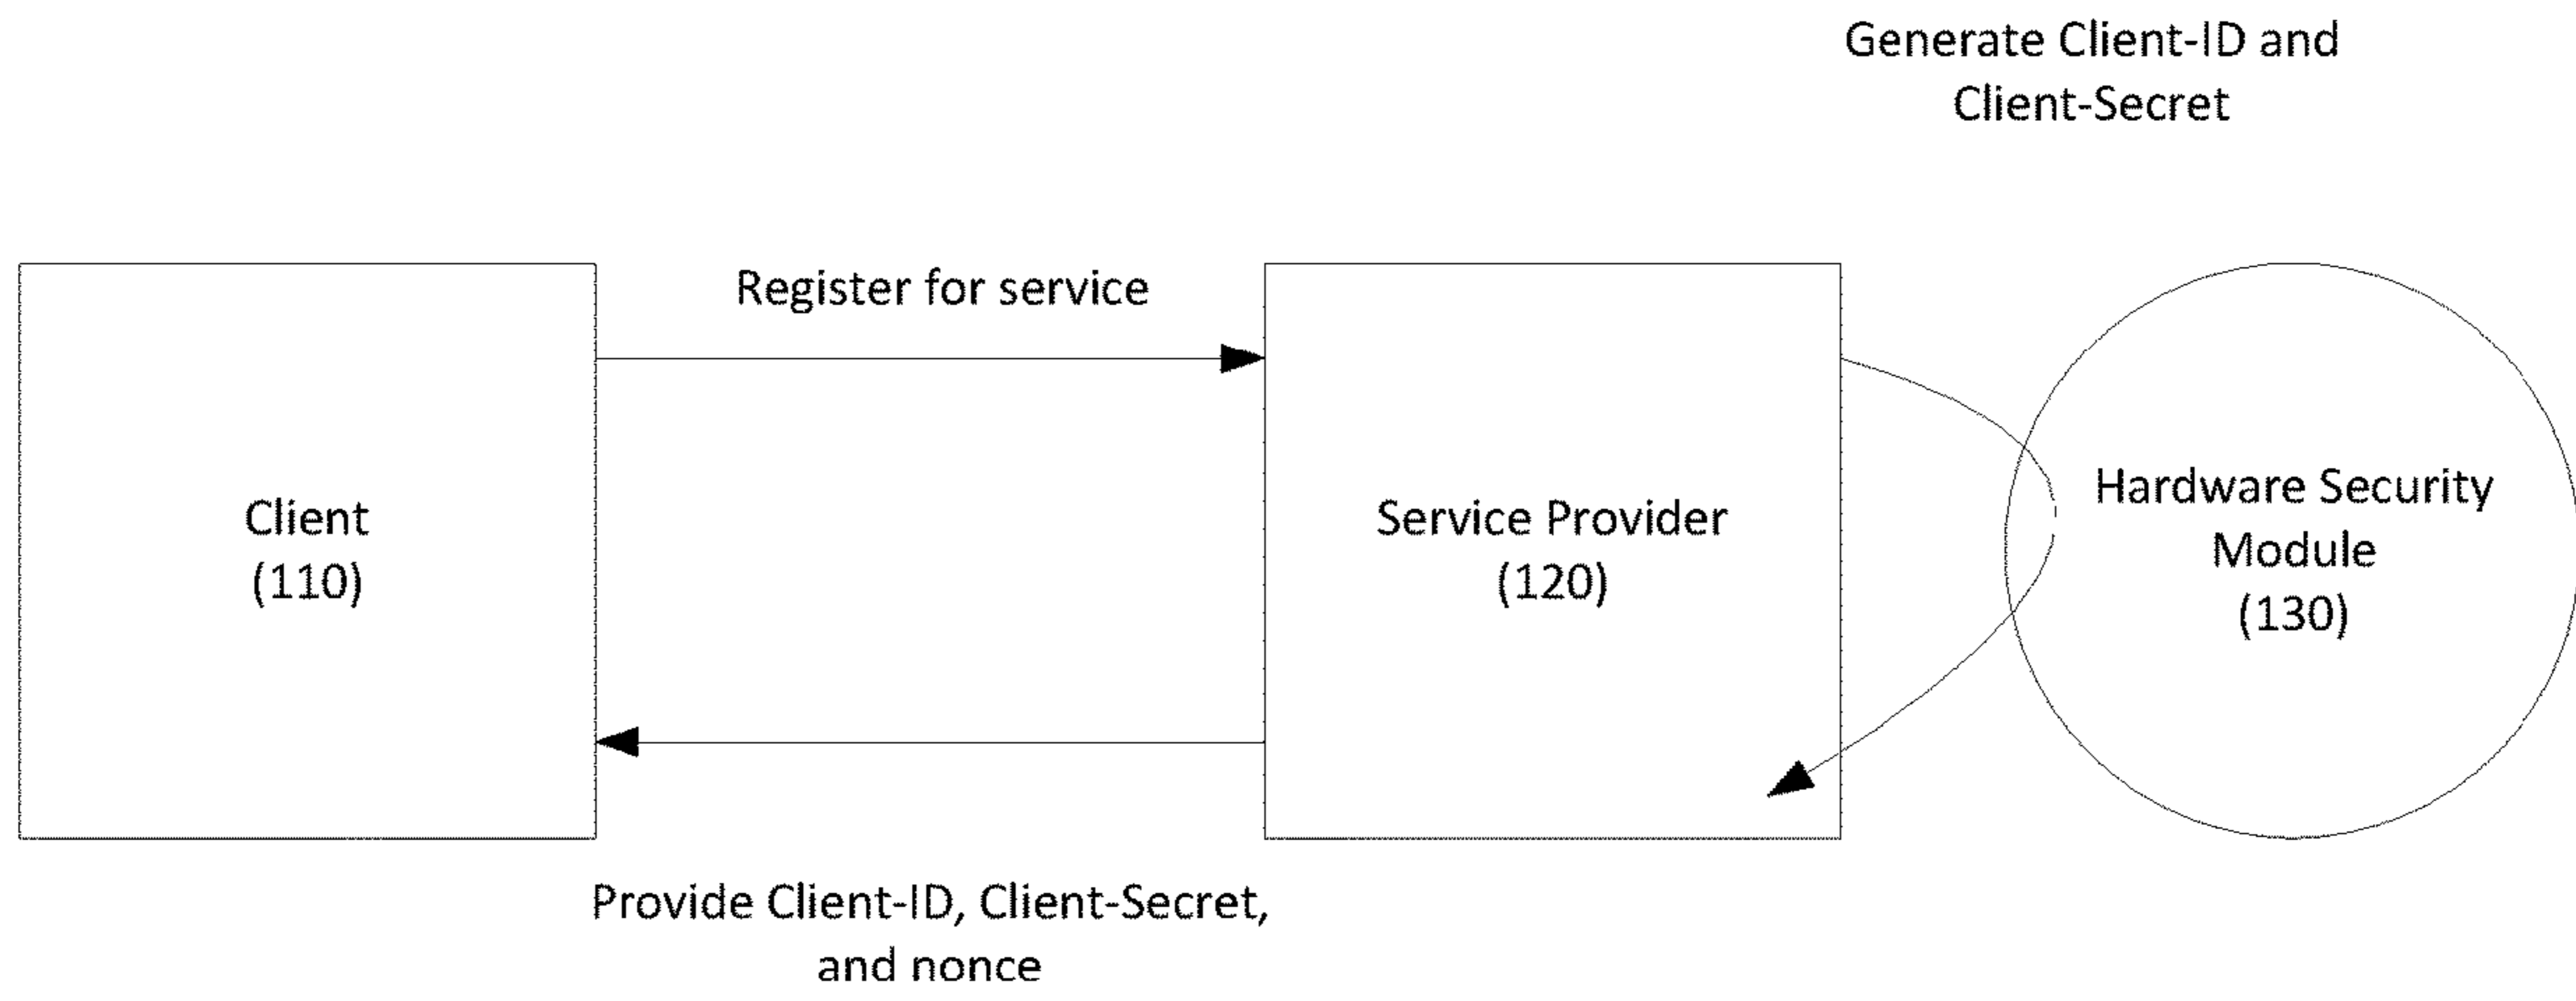 Generate Client-ID and
Client-Secret
Register for service
Client
(110)
Service Provider
(120)
Hardware Security
Module
(130)
Provide Client-ID, Client-Secret,
and nonce